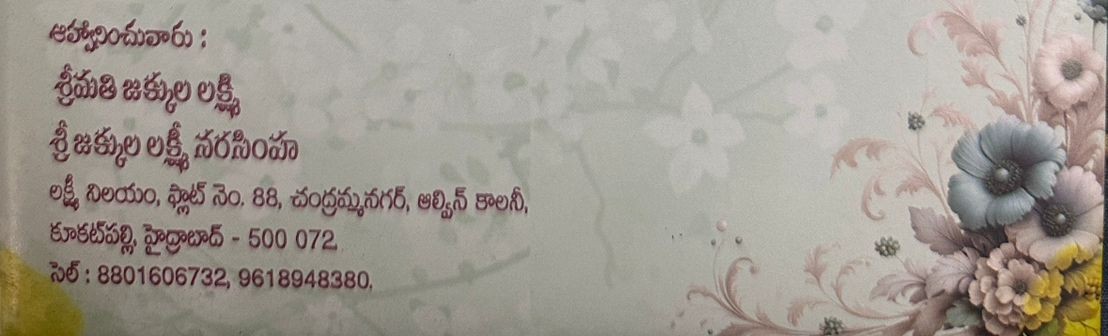 ఆహ్వానించువారు :
శ్రీమతి జక్కుల లక్ష్మి
శ్రీ జక్కుల లక్ష్మీ నరసింహ
లక్ష్మీ నిలయం, ఫ్లాట్ నెం. 88, చంద్రమ్మనగర్, ఆల్విన్ కాలనీ,
కూకట్‌పల్లి, హైద్రాబాద్ - 500 072
సెల్ : 8801606732, 9618948380,